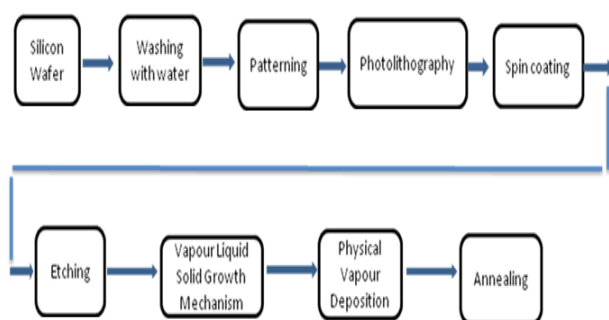 Silicon
Wafer
Washing
with water
Patterning
Photolithography
Spin coating
Etching
Vapour Liquid
Solid Growth
Mechanism
Physical
Vapour
Deposition
Annealing